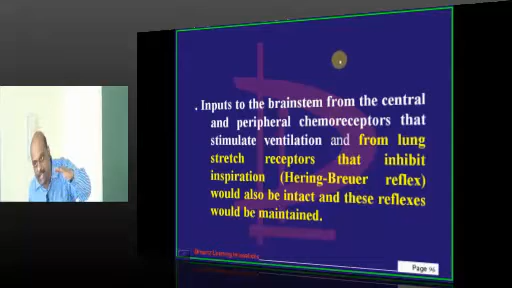 . Inputs to the brainstem from the central
and peripheral chemoreceptors that
stimulate ventilation and from lung
stretch receptors that inhibit
inspiration (Hering-Breuer reflex)
would also be intact and these reflexes
would be maintained.
Page 96